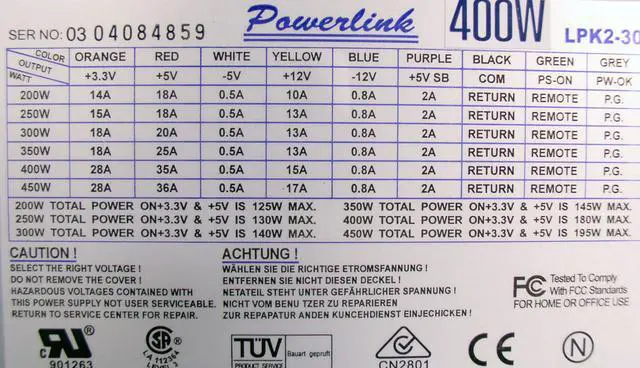 SER NO: 03 04084859 Powerlink 400W LPK2-30
COLOR ORANGE RED WHITE YELLOW BLUE PURPLE BLACK GREEN GREY
OUTPUT WATT +3.3V +5V -5V +12V -12V +5V SB COM PS-ON PW-OK
200W 14A 18A 0.5A 10A 0.8A 2A RETURN REMOTE P.G.
250W 15A 18A 0.5A 13A 0.8A 2A RETURN REMOTE P.G.
300W 18A 20A 0.5A 13A 0.8A 2A RETURN REMOTE P.G.
350W 18A 25A 0.5A 13A 0.8A 2A RETURN REMOTE P.G.
400W 28A 35A 0.5A 15A 0.8A 2A RETURN REMOTE P.G.
450W 28A 36A 0.5A 17A 0.8A 2A RETURN REMOTE P.G.
200W TOTAL POWER ON+3.3V & +5V IS 125W MAX. 350W TOTAL POWER ON+3.3V & +5V IS 145W MAX.
250W TOTAL POWER ON+3.3V & +5V IS 130W MAX. 400W TOTAL POWER ON+3.3V & +5V IS 180W MAX.
300W TOTAL POWER ON+3.3V & +5V IS 140W MAX. 450W TOTAL POWER ON+3.3V & +5V IS 195W MAX.
CAUTION !
SELECT THE RIGHT VOLTAGE !
DO NOT REMOVE THE COVER !
HAZARDOUS VOLTAGES CONTAINED WITH
THIS POWER SUPPLY NOT USER SERVICEABLE.
RETURN TO SERVICE CENTER FOR REPAIR.
ACHTUNG !
WÄHLEN SIE DIE RICHTIGE ETROMSFANNUNG !
ENTFERNEN SIE NICHT DIESEN DECKEL !
NETATEIL STEHT UNTER GEFÄHRLICHER SPANNUNG !
NICHT VOM BENU TZER ZU REPARIEREN
ZUR REPAPATUR ANDEN KUNCHEDIENST EINJCHICKEN !
FCC Tested To Comply
With FCC Standards
FOR HOME OR OFFICE USE
c RU US
901263
SA
LA 11236A
LEVEL 3
TÜV Bauart gepruft
PRODUCT SERVICE
CN2801
CE
N